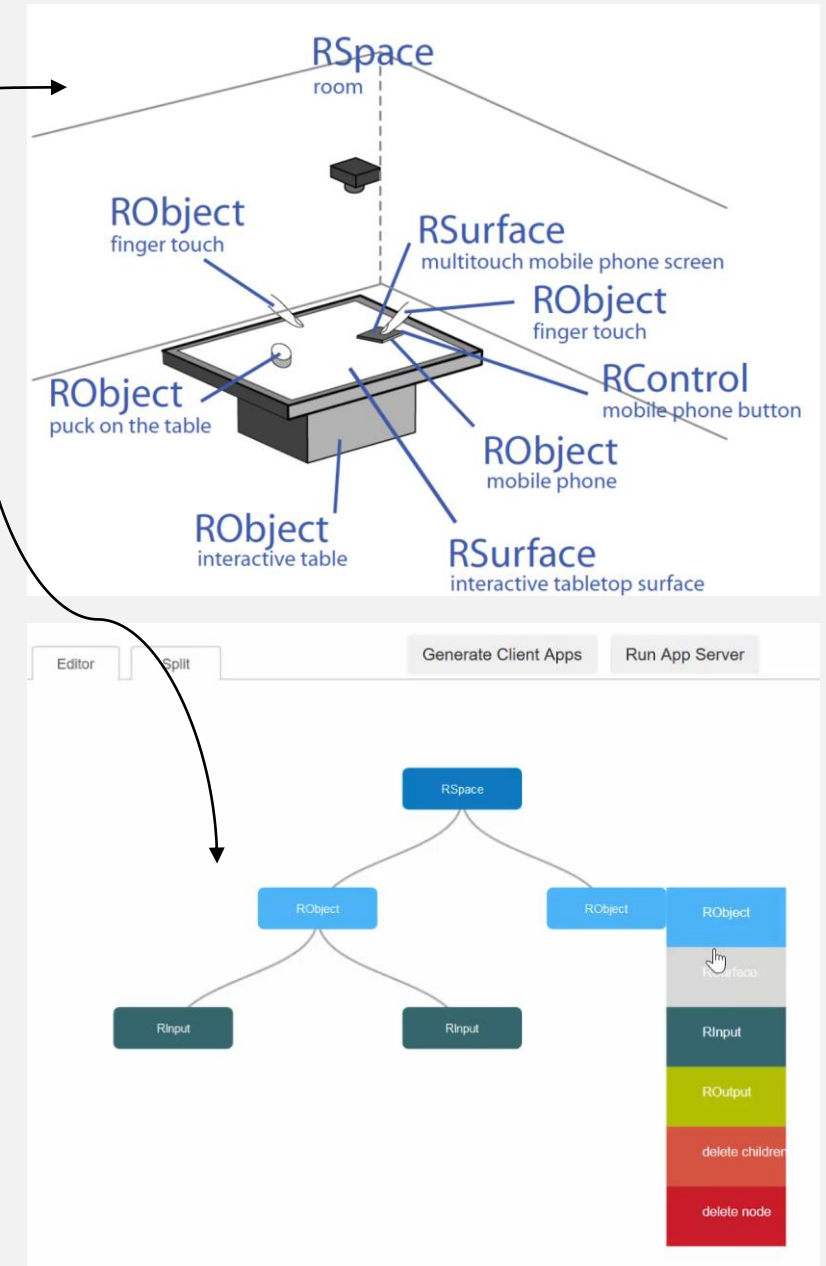 RSpace
room
RObject
finger touch
RSurface
multitouch mobile phone screen
RObject
finger touch
RControl
mobile phone button
RObject
puck on the table
RObject
mobile phone
RObject
interactive table
RSurface
interactive tabletop surface
Editor
Split
Generate Client Apps
Run App Server
RSpace
RObject
RObject
RObject
RSurface
RInput
RInput
RInput
ROutput
delete children
delete node